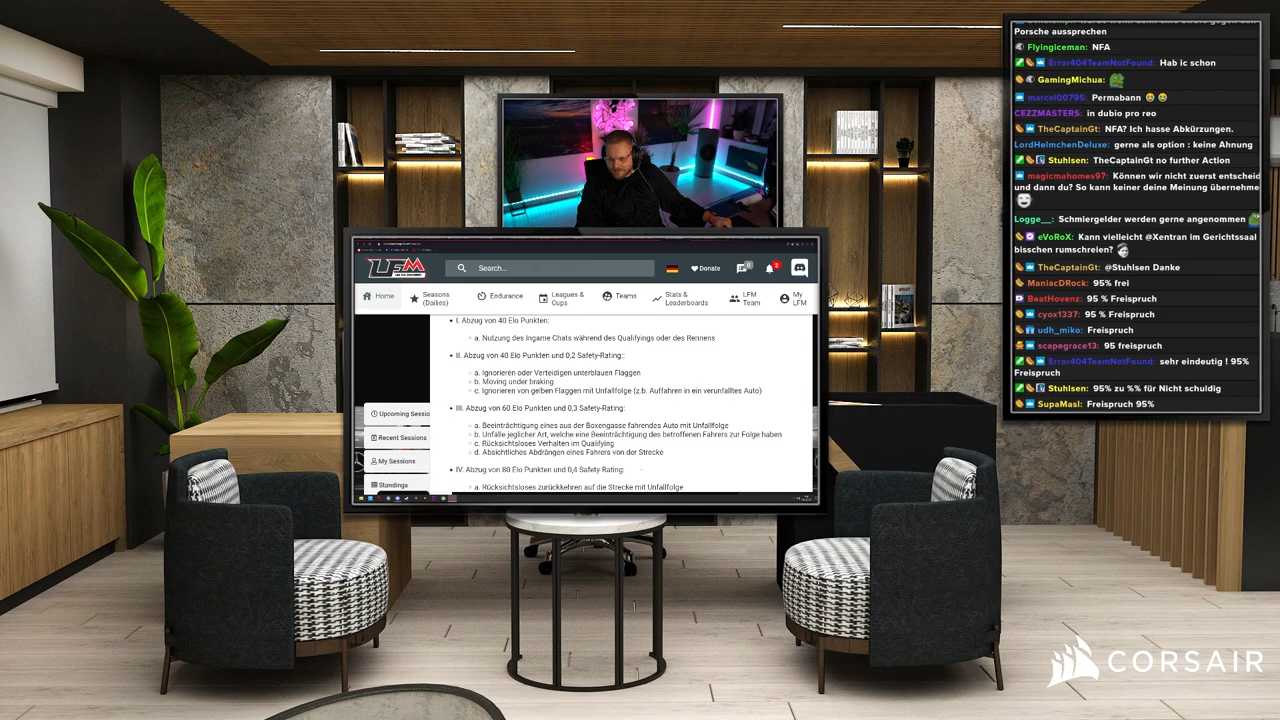 Porsche aussprechen
Flyingiceman: NFA
Error404TeamNotFound: Hab ic schon
GamingMichua:
marcel00795: Permabann
CEZZMASTERS: in dubio pro reo
TheCaptainGt: NFA? Ich hasse Abkürzungen.
LordHelmchenDeluxe: gerne als option : keine Ahnung
Stuhlsen: TheCaptainGt no further Action
magicmahomes97: Können wir nicht zuerst entscheid
und dann du? So kann keiner deine Meinung übernehme
Logge__: Schmiergelder werden gerne angenommen
eVoRoX: Kann vielleicht @Xentran im Gerichtssaal
bisschen rumschreien?
TheCaptainGt: @Stuhlsen Danke
ManiacDRock: 95% frei
BeatHovenz: 95 % Freispruch
cyox1337: 95 % Freispruch
udh_miko: Freispruch
scapegrace13: 95 freispruch
Error404TeamNotFound: sehr eindeutig ! 95%
Freispruch
Stuhlsen: 95% zu %% für Nicht schuldig
SupaMasl: Freispruch 95%
LFM
Search...
Donate
0
2
Home
Seasons
(Dailies)
Endurance
Leagues &
Cups
Teams
Stats &
Leaderboards
LFM
Team
My
LFM
I. Abzug von 40 Elo Punkten:
a. Nutzung des Ingame Chats während des Qualifyings oder des Rennens
II. Abzug von 40 Elo Punkten und 0,2 Safety-Rating::
a. Ignorieren oder Verteidigen unterblauen Flaggen
b. Moving under braking
c. Ignorieren von gelben Flaggen mit Unfallfolge (z.b. Auffahren in ein verunfalltes Auto)
III. Abzug von 60 Elo Punkten und 0,3 Safety-Rating:
a. Beeinträchtigung eines aus der Boxengasse fahrendes Auto mit Unfallfolge
b. Unfälle jeglicher Art, welche eine Beeinträchtigung des betroffenen Fahrers zur Folge haben
c. Rücksichtsloses Verhalten im Qualifying
d. Absichtliches Abdrängen eines Fahrers von der Strecke
IV. Abzug von 80 Elo Punkten und 0,4 Safety Rating:
a. Rücksichtsloses zurückkehren auf die Strecke mit Unfallfolge
Upcoming Sessio
Recent Sessions
My Sessions
Standings
CORSAIR